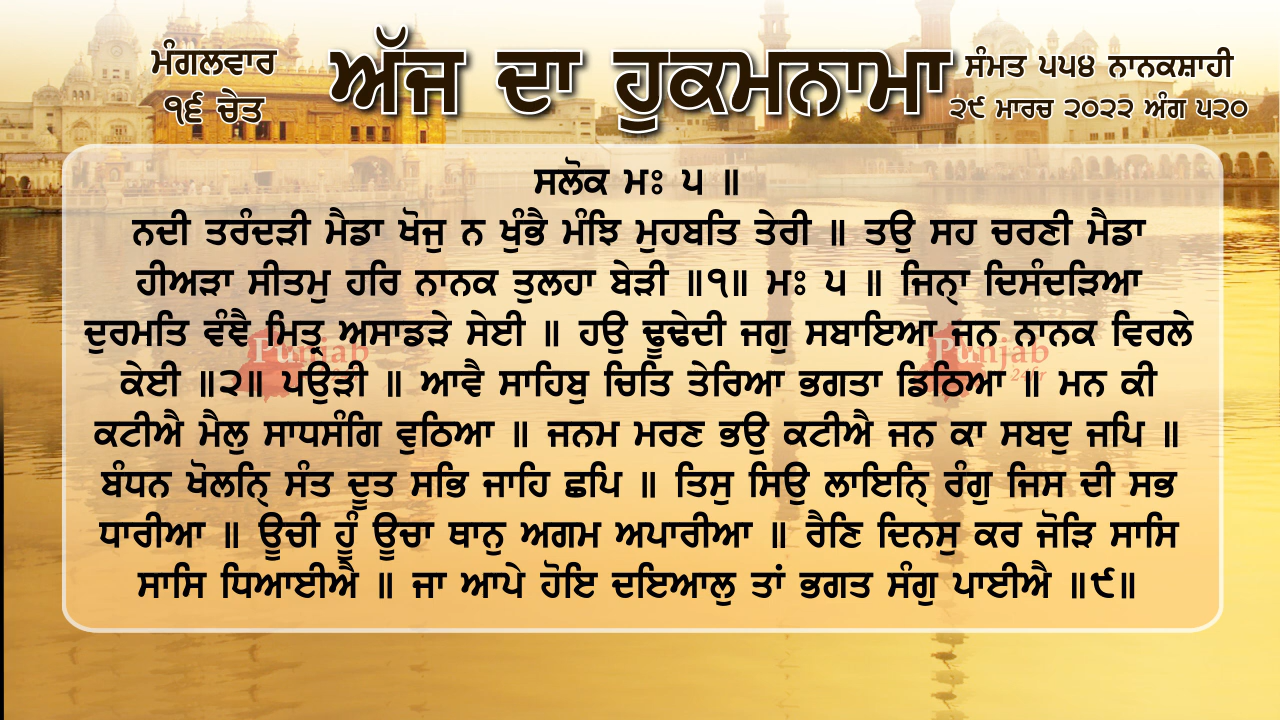 ਮੰਗਲਵਾਰ
੧੬ ਚੇਤ
ਅੱਜ ਦਾ ਹੁਕਮਨਾਮਾ
ਸੰਮਤ ੫੫੪ ਨਾਨਕਸ਼ਾਹੀ
੨੯ ਮਾਰਚ ੨੦੨੨ ਅੰਗ ੫੨੦
ਸਲੋਕ ਮਃ ੫ ॥
ਨਦੀ ਤਰੰਦੜੀ ਮੈਡਾ ਖੋਜੁ ਨ ਖੁੰਭੈ ਮੰਝਿ ਮੁਹਬਤਿ ਤੇਰੀ ॥ ਤਉ ਸਹ ਚਰਣੀ ਮੈਡਾ
ਹੀਅੜਾ ਸੀਤਮੁ ਹਰਿ ਨਾਨਕ ਤੁਲਹਾ ਬੇੜੀ ॥੧॥ ਮਃ ੫ ॥ ਜਿਨੑਾ ਦਿਸੰਦੜਿਆ
ਦੁਰਮਤਿ ਵੰਞੈ ਮਿਤ੍ਰ ਅਸਾਡੜੇ ਸੇਈ ॥ ਹਉ ਢੂਢੇਦੀ ਜਗੁ ਸਬਾਇਆ ਜਨ ਨਾਨਕ ਵਿਰਲੇ
ਕੇਈ ॥੨॥ ਪਉੜੀ ॥ ਆਵੈ ਸਾਹਿਬੁ ਚਿਤਿ ਤੇਰਿਆ ਭਗਤਾ ਡਿਠਿਆ ॥ ਮਨ ਕੀ
ਕਟੀਐ ਮੈਲੁ ਸਾਧਸੰਗਿ ਵੁਠਿਆ ॥ ਜਨਮ ਮਰਣ ਭਉ ਕਟੀਐ ਜਨ ਕਾ ਸਬਦੁ ਜਪਿ ॥
ਬੰਧਨ ਖੋਲਨੑਿ ਸੰਤ ਦੂਤ ਸਭਿ ਜਾਹਿ ਛਪਿ ॥ ਤਿਸੁ ਸਿਉ ਲਾਇਨੑਿ ਰੰਗੁ ਜਿਸ ਦੀ ਸਭ
ਧਾਰੀਆ ॥ ਊਚੀ ਹੂੰ ਊਚਾ ਥਾਨੁ ਅਗਮ ਅਪਾਰੀਆ ॥ ਰੈਣਿ ਦਿਨਸੁ ਕਰ ਜੋੜਿ ਸਾਸਿ
ਸਾਸਿ ਧਿਆਈਐ ॥ ਜਾ ਆਪੇ ਹੋਇ ਦਇਆਲੁ ਤਾਂ ਭਗਤ ਸੰਗੁ ਪਾਈਐ ॥੯॥
Punjab
Punjab
24hr